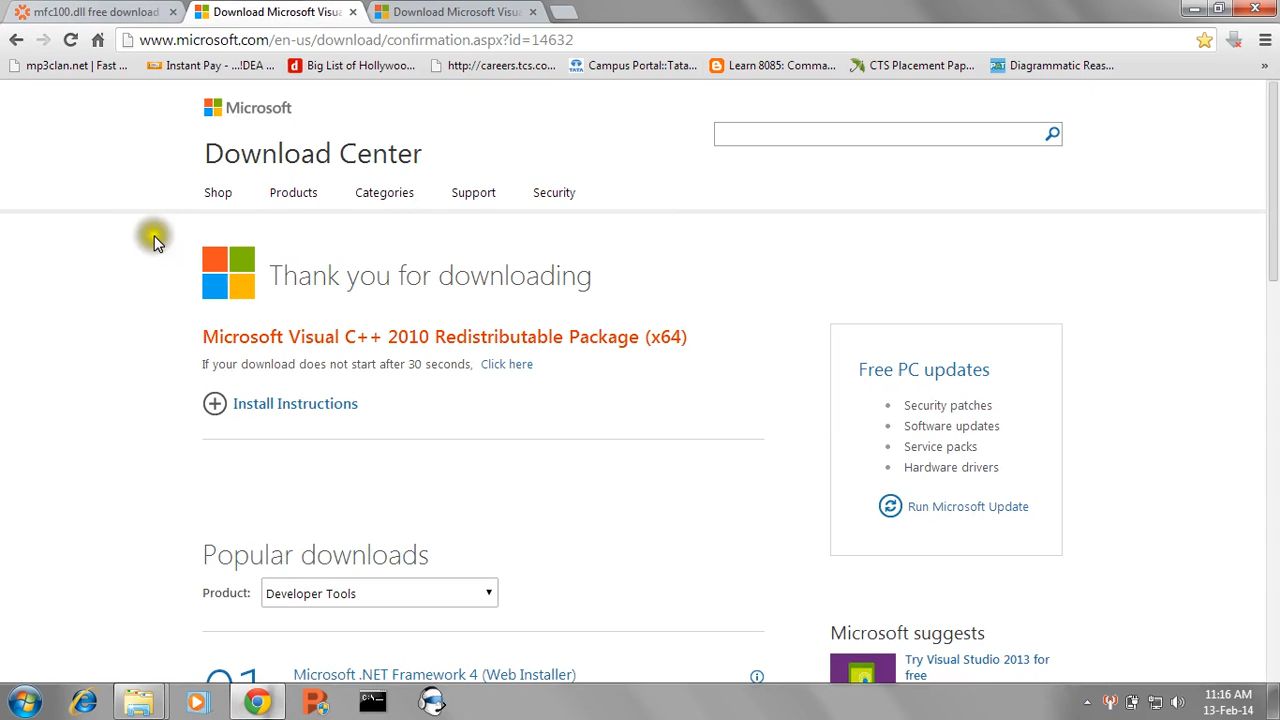 mfc100.dll free download
Download Microsoft Visua
Download Microsoft Visua
www.microsoft.com/en-us/download/confirmation.aspx?id=14632
mp3clan.net | Fast ...
Instant Pay - ...!DEA ...
Big List of Hollywoo...
http://careers.tcs.co...
TATA
Campus Portal::Tata...
Learn 8085: Comma...
CTS Placement Pap...
Diagrammatic Reas...
»
Microsoft
Download Center
Shop
Products
Categories
Support
Security
Thank you for downloading
Microsoft Visual C++ 2010 Redistributable Package (x64)
If your download does not start after 30 seconds, Click here
Install Instructions
Free PC updates
• Security patches
• Software updates
• Service packs
• Hardware drivers
Run Microsoft Update
Popular downloads
Product: Developer Tools
01
Microsoft .NET Framework 4 (Web Installer)
Microsoft suggests
Try Visual Studio 2013 for
free
11:16 AM
13-Feb-14